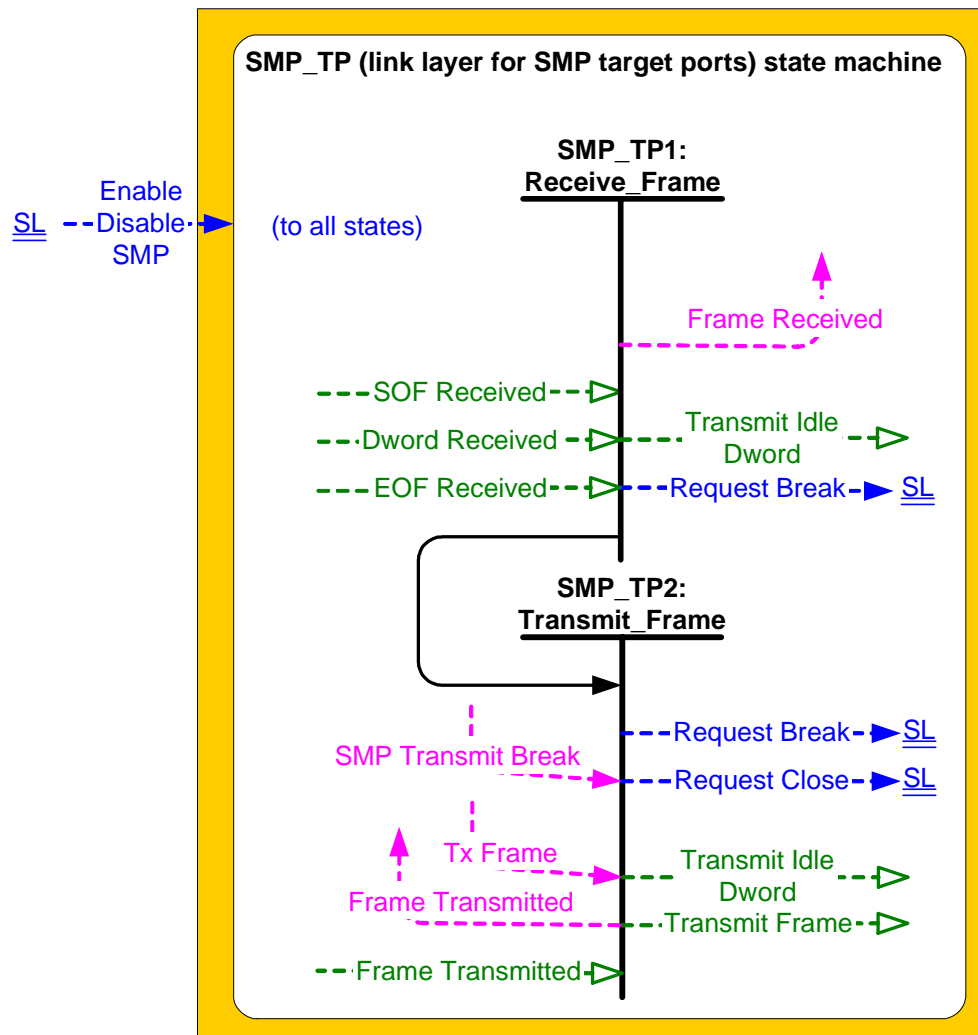 SMP_TP (link layer for SMP target ports) state machine
SMP_TP1:
Receive_Frame
Enable
SL
Disable
(to all states)
SMP
Frame Received
SOF Received
Dword Received
Transmit Idle
Dword
EOF Received
Request Break
SL
SMP_TP2:
Transmit_Frame
Request Break
SL
SMP Transmit Break
Request Close
SL
Tx Frame
Transmit Idle
Dword
Frame Transmitted
Transmit Frame
Frame Transmitted